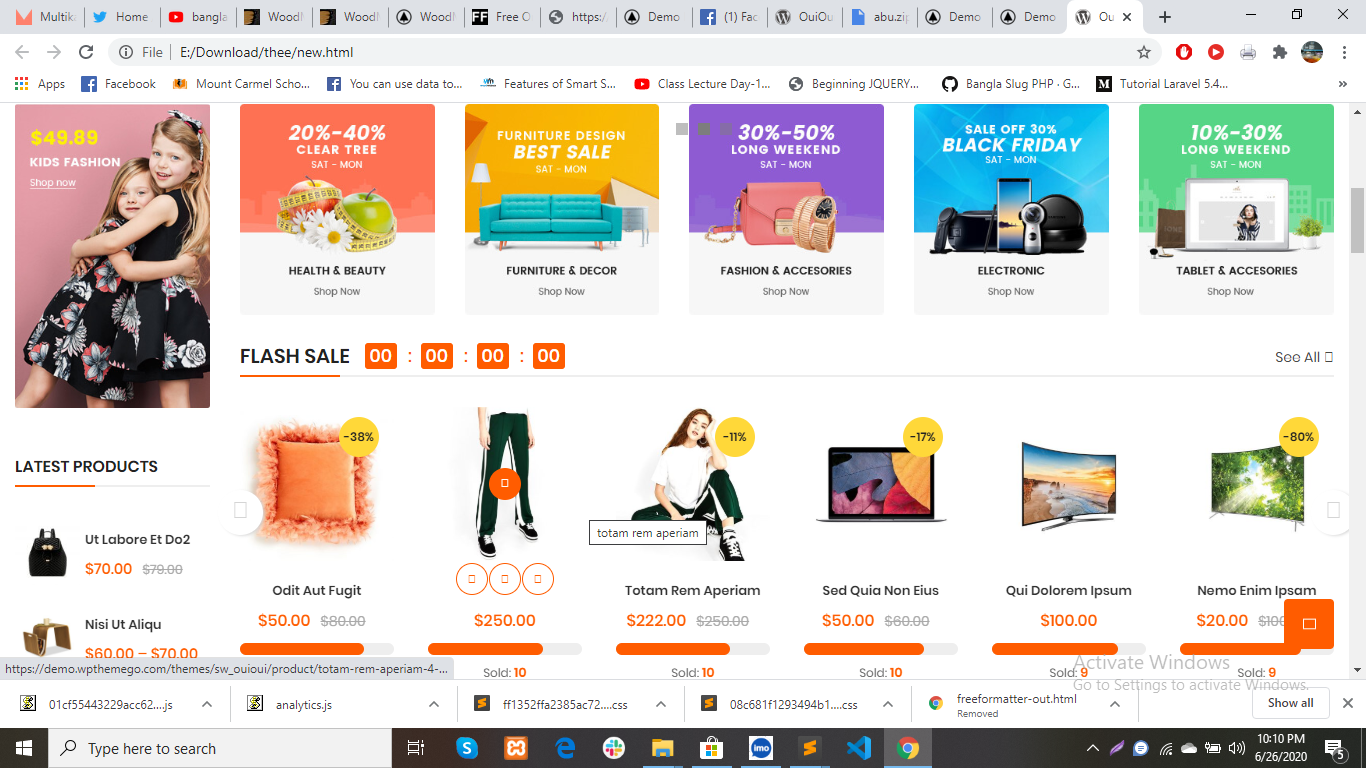 Multik
Home
bangla
Woodl
Woodl
Woodl
FF Free O
https:/
Demo
(1) Fac
OuiOu
abu.zip
Demo
Demo
Ou
File E:/Download/thee/new.html
Apps Facebook Mount Carmel Scho... You can use data to... Features of Smart S... Class Lecture Day-1... Beginning JQUERY... Bangla Slug PHP · G... Tutorial Laravel 5.4...
$49.89
KIDS FASHION
Shop now
20%-40%
CLEAR TREE
SAT - MON
HEALTH & BEAUTY
Shop Now
FURNITURE DESIGN
BEST SALE
SAT - MON
FURNITURE & DECOR
Shop Now
30%-50%
LONG WEEKEND
SAT - MON
FASHION & ACCESORIES
Shop Now
SALE OFF 30%
BLACK FRIDAY
SAT - MON
ELECTRONIC
Shop Now
10%-30%
LONG WEEKEND
SAT - MON
TABLET & ACCESORIES
Shop Now
FLASH SALE 00 : 00 : 00 : 00
See All
LATEST PRODUCTS
Ut Labore Et Do2
$70.00 $79.00
Nisi Ut Aliqu
$60.00 – $70.00
-38%
Odit Aut Fugit
$50.00 $80.00
$250.00
Sold: 10
-11%
totam rem aperiam
Totam Rem Aperiam
$222.00 $250.00
Sold: 10
-17%
Sed Quia Non Eius
$50.00 $60.00
Sold: 10
Qui Dolorem Ipsum
$100.00
Sold: 9
-80%
Nemo Enim Ipsam
$20.00
Sold: 9
https://demo.wpthemego.com/themes/sw_ouioui/product/totam-rem-aperiam-4-...
Activate Windows
Go to Settings to activate Windows.
01cf55443229acc62....js
analytics.js
ff1352ffa2385ac72....css
08c681f1293494b1....css
freeformatter-out.html
Removed
Show all
Type here to search
imo
10:10 PM
6/26/2020
5